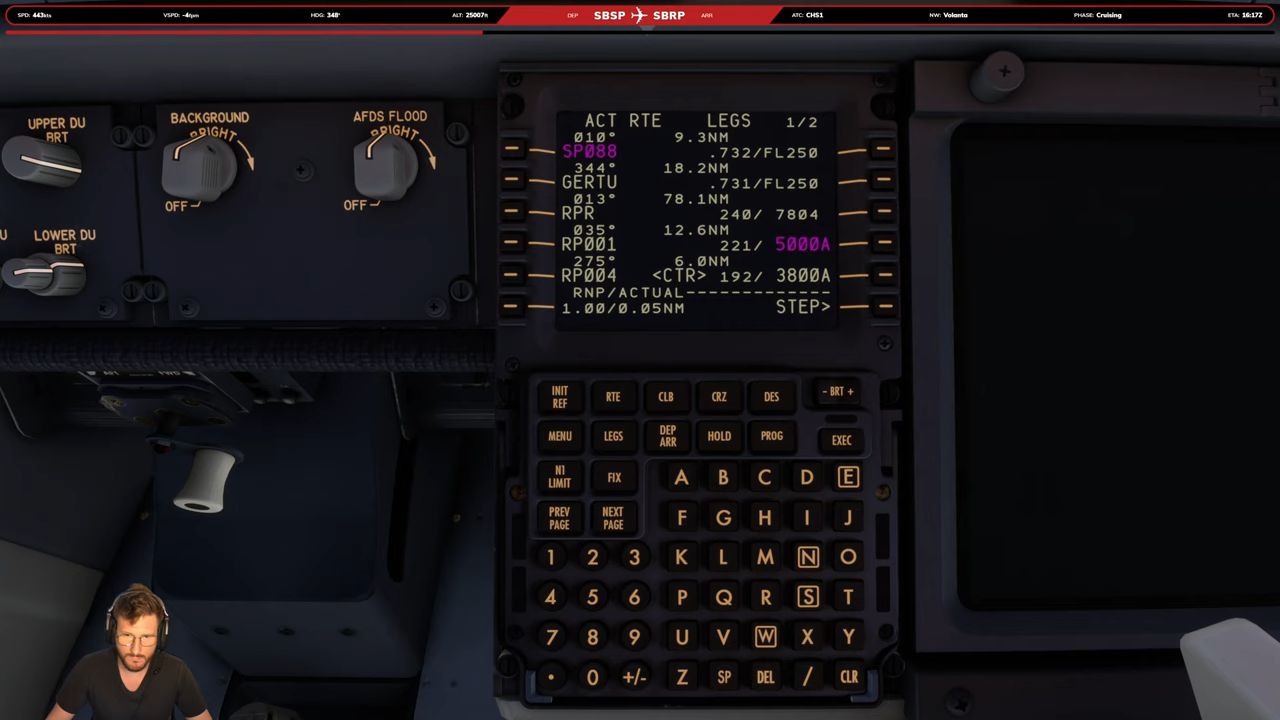 SPD: 443kts VSPD: -4fpm HDG: 348° ALT: 25007ft DEP SBSP SBRP ARR ATC: CH51 NW: Volanta PHASE: Cruising ETA: 16:17Z
UPPER DU
BRT
BACKGROUND
BRIGHT
OFF
AFDS FLOOD
BRIGHT
OFF
LOWER DU
BRT
ACT RTE LEGS 1/2
010° 9.3NM
SP088 .732/FL250
344° 18.2NM
GERTU .731/FL250
013° 78.1NM
RPR 240/ 7804
035° 12.6NM
RP001 221/ 5000A
275° 6.0NM
RP004 <CTR> 192/ 3800A
RNP/ACTUAL-------------
1.00/0.05NM STEP>
INIT REF RTE CLB CRZ DES - BRT +
MENU LEGS DEP ARR HOLD PROG EXEC
N1 LIMIT FIX A B C D E
PREV PAGE NEXT PAGE F G H I J
1 2 3 K L M N O
4 5 6 P Q R S T
7 8 9 U V W X Y
. 0 +/- Z SP DEL / CLR